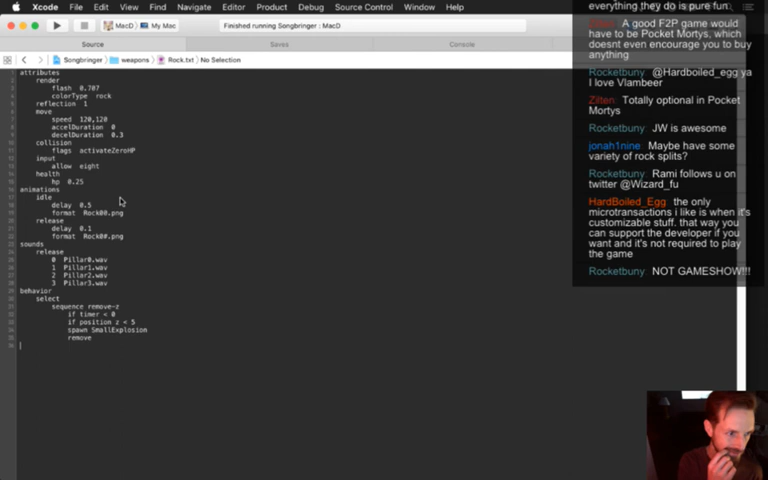 Xcode File Edit View Find Navigate Editor Product Debug Source Control Window Help
MacD My Mac
Finished running Songbringer : MacD
Source Saves Console
Songbringer weapons Rock.txt No Selection
attributes
render
flash 0.707
colorType rock
reflection 1
move
speed 120,120
accelDuration 0
decelDuration 0.3
collision
flags activateZeroHP
input
allow eight
health
hp 0.25
animations
idle
delay 0.5
format Rock00.png
release
delay 0.1
format Rock0#.png
sounds
release
0 Pillar0.wav
1 Pillar1.wav
2 Pillar2.wav
3 Pillar3.wav
behavior
select
sequence remove-z
if timer < 0
if position z < 5
spawn SmallExplosion
remove
everything they do is pure fun
A good F2P game would
have to be Pocket Mortys, which
doesnt even encourage you to buy
anything
Rocketbuny: @Hardboiled_egg ya
I love Vlambeer
Zilten: Totally optional in Pocket
Mortys
Rocketbuny: JW is awesome
jonah1nine: Maybe have some
variety of rock splits?
Rocketbuny: Rami follows u on
twitter @Wizard_fu
HardBoiled_Egg: the only
microtransactions i like is when it's
customizable stuff. that way you
can support the developer if you
want and it's not required to play
the game
Rocketbuny: NOT GAMESHOW!!!